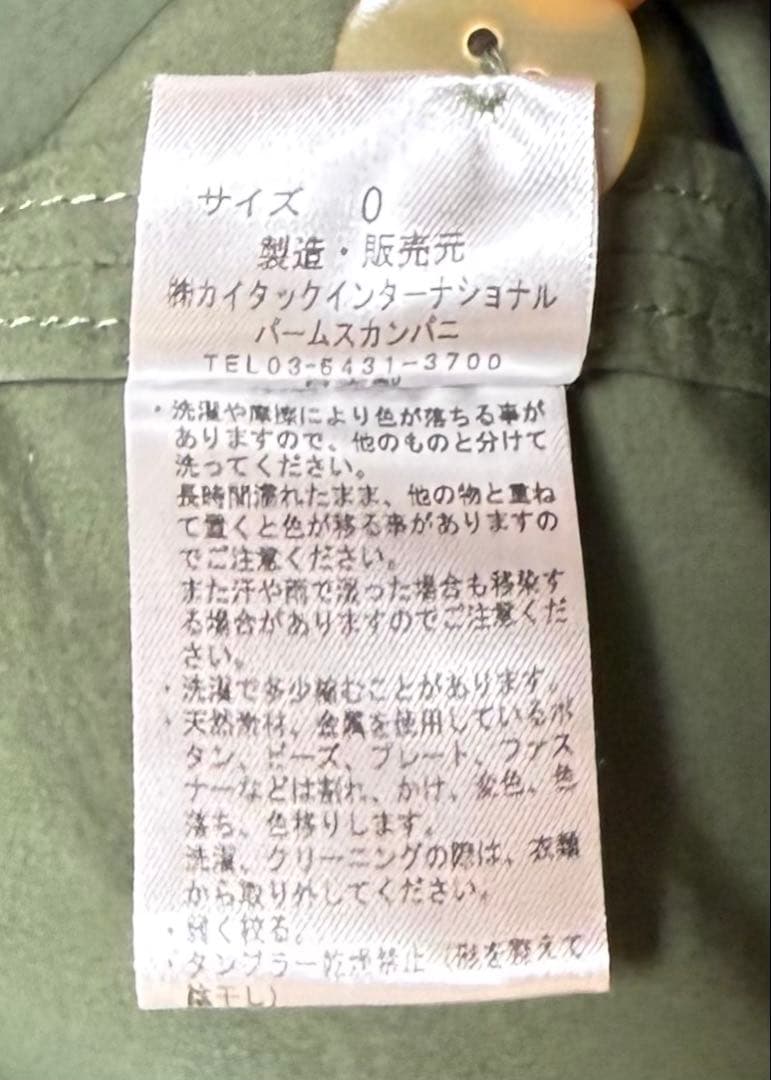 サイズ 0
製造・販売元
㈱カイタックインターナショナル
パームスカンパニ
TEL03-6431-3700
・洗濯や摩擦により色が落ちる事が
ありますので、他のものと分けて
洗ってください。
長時間濡れたまま、他の物と重ね
て置くと色が移る事がありますの
でご注意ください。
また汗や雨で湿った場合も移染す
る場合がありますのでご注意くだ
さい。
・洗濯で多少縮むことがあります。
・天然素材、金属を使用しているボ
タン、ビーズ、プレート、ファス
ナーなどは割れ、かけ、変色、色
落ち、色移りします。
洗濯、クリーニングの際は、衣類
から取り外してください。
・弱く絞る。
・タンブラー乾燥禁止（形を整えて
陰干し）